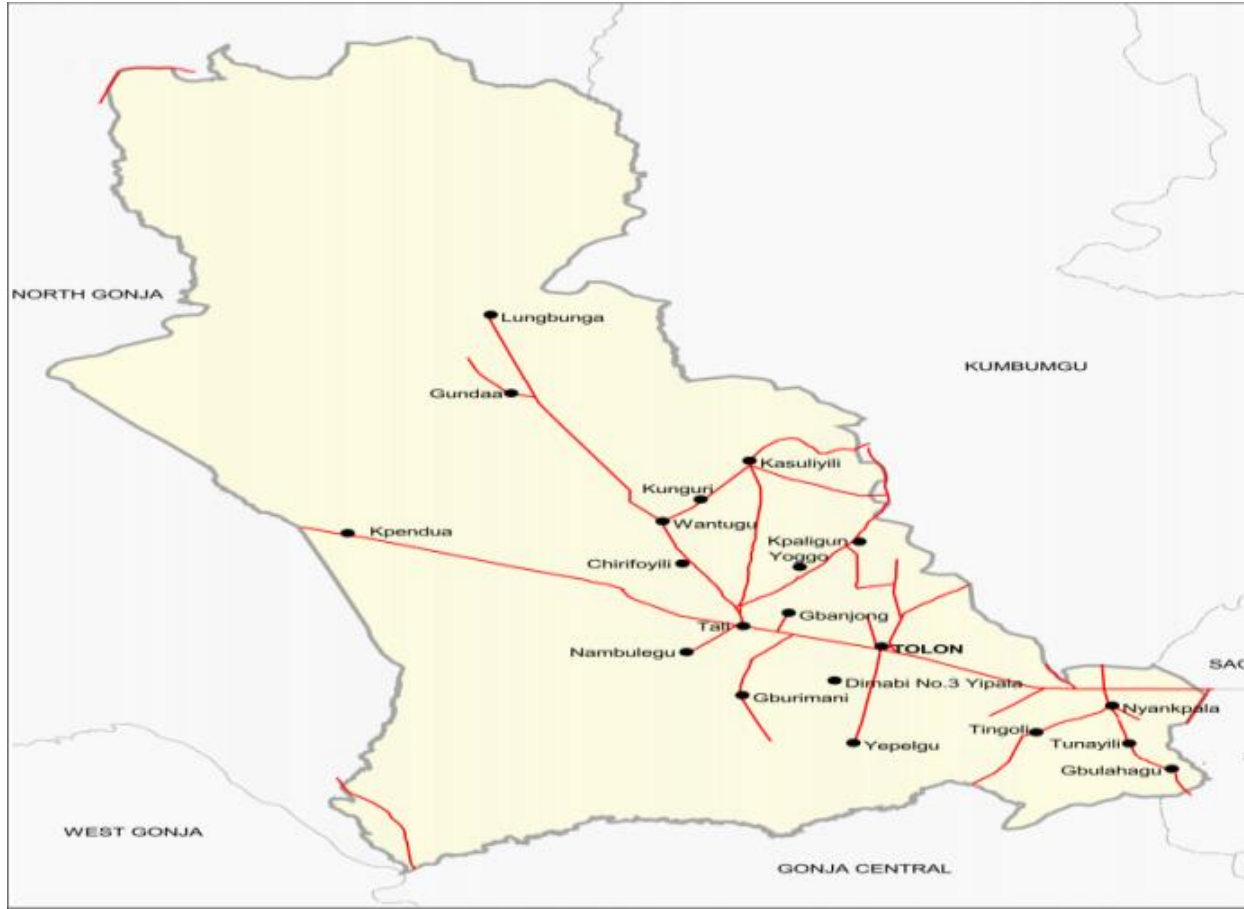 NORTH GONJA
Lungbunga
KUMBUMGU
Gundaa
Kasuliyili
Kunguri
Wantugu
Kpendua
Kpaligun
Yoggo
Chirifoyili
Gbanjong
Tali
Nambulegu
TOLON
SAG
Dimabi No.3 Yipala
Gburimani
Nyankpala
Tingoli
Yepelgu
Tunayili
Gbulahagu
WEST GONJA
GONJA CENTRAL